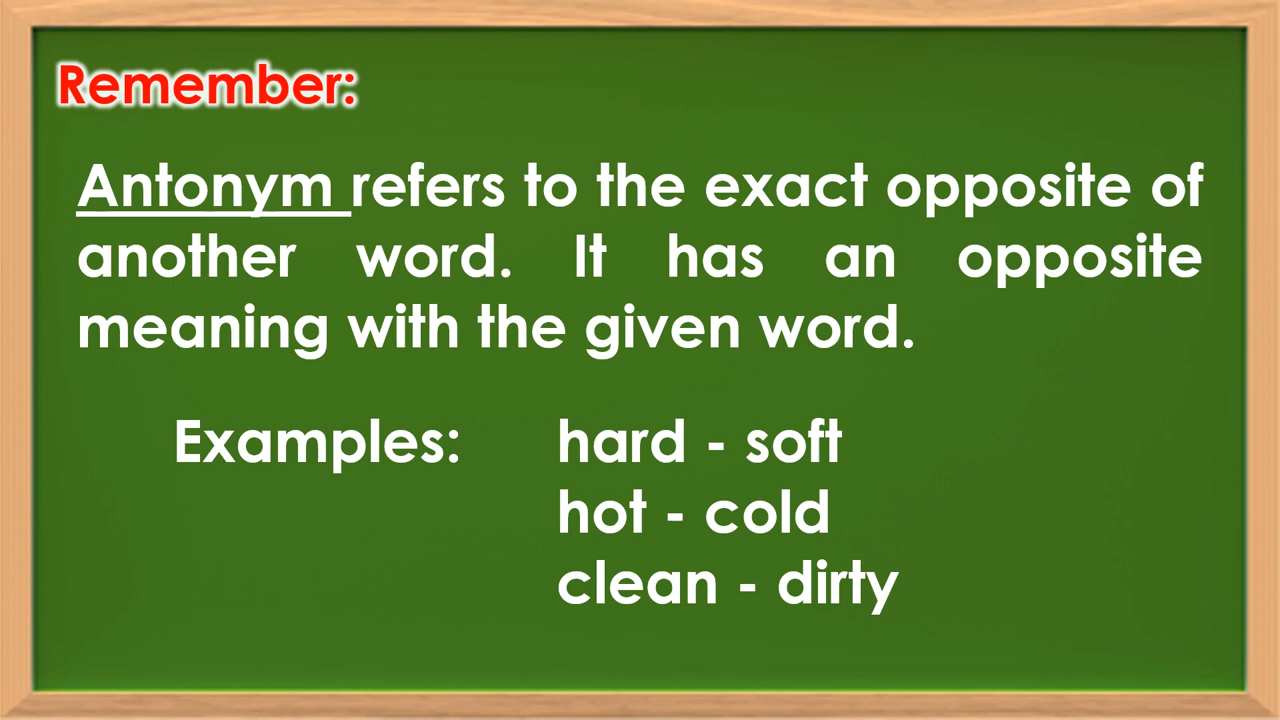 Remember:
Antonym refers to the exact opposite of
another word. It has an opposite
meaning with the given word.
Examples: hard - soft
hot - cold
clean - dirty